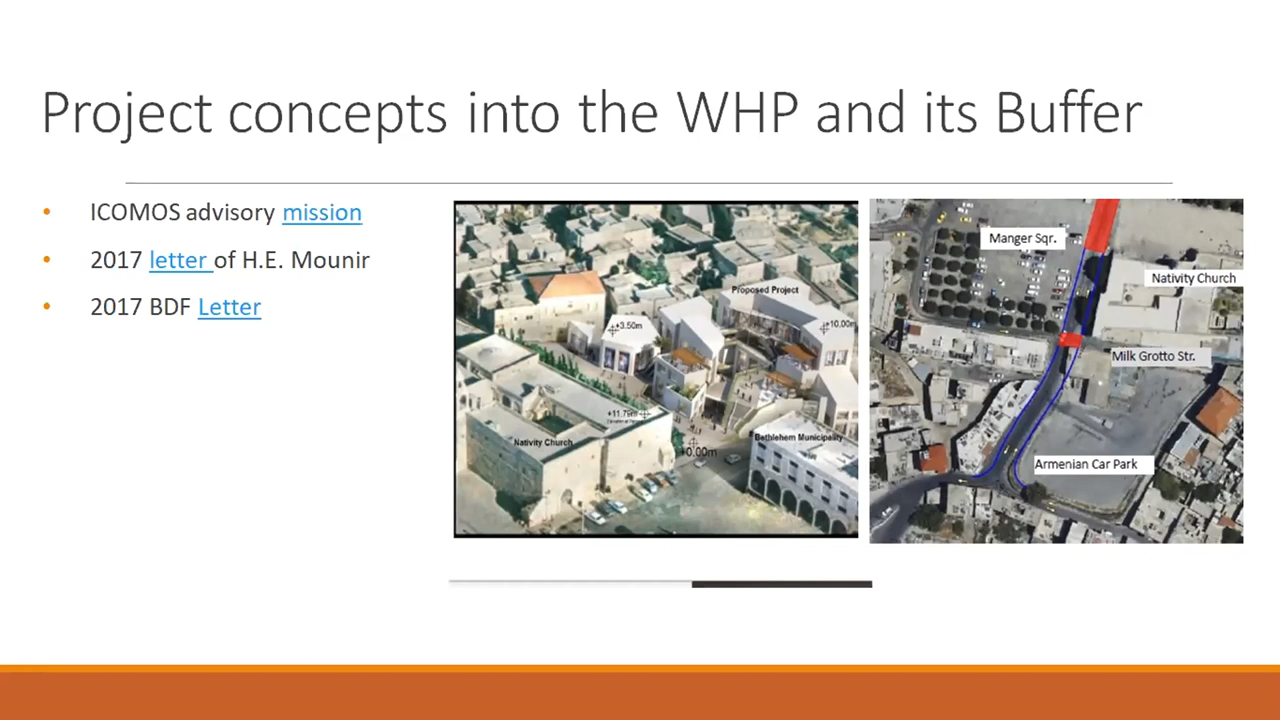 Project concepts into the WHP and its Buffer
• ICOMOS advisory mission
• 2017 letter of H.E. Mounir
• 2017 BDF Letter
Proposed Project
+3.50m
+10.00m
+11.79m
Nativity Church
+0.00m
Bethlehem Municipality
Manger Sqr.
Nativity Church
Milk Grotto Str.
Armenian Car Park